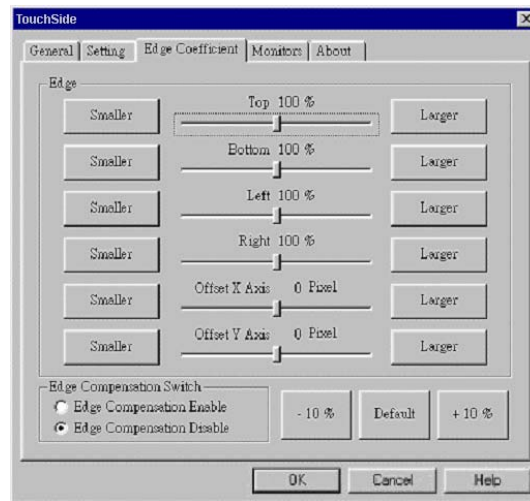 TouchSide
General Setting Edge Coefficient Monitors About
Edge
Smaller Top 100 % Larger
Smaller Bottom 100 % Larger
Smaller Left 100 % Larger
Smaller Right 100 % Larger
Smaller Offset X Axis 0 Pixel Larger
Smaller Offset Y Axis 0 Pixel Larger
Edge Compensation Switch
Edge Compensation Enable
Edge Compensation Disable
- 10 % Default + 10 %
OK Cancel Help